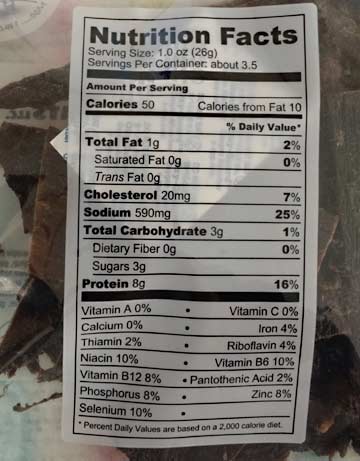 Nutrition Facts
Serving Size: 1.0 oz (26g)
Servings Per Container: about 3.5
Amount Per Serving
Calories 50 Calories from Fat 10
% Daily Value*
Total Fat 1g 2%
Saturated Fat 0g 0%
Trans Fat 0g
Cholesterol 20mg 7%
Sodium 590mg 25%
Total Carbohydrate 3g 1%
Dietary Fiber 0g 0%
Sugars 3g
Protein 8g 16%
Vitamin A 0% • Vitamin C 0%
Calcium 0% • Iron 4%
Thiamin 2% • Riboflavin 4%
Niacin 10% • Vitamin B6 10%
Vitamin B12 8% • Pantothenic Acid 2%
Phosphorus 8% • Zinc 8%
Selenium 10% •
* Percent Daily Values are based on a 2,000 calorie diet.